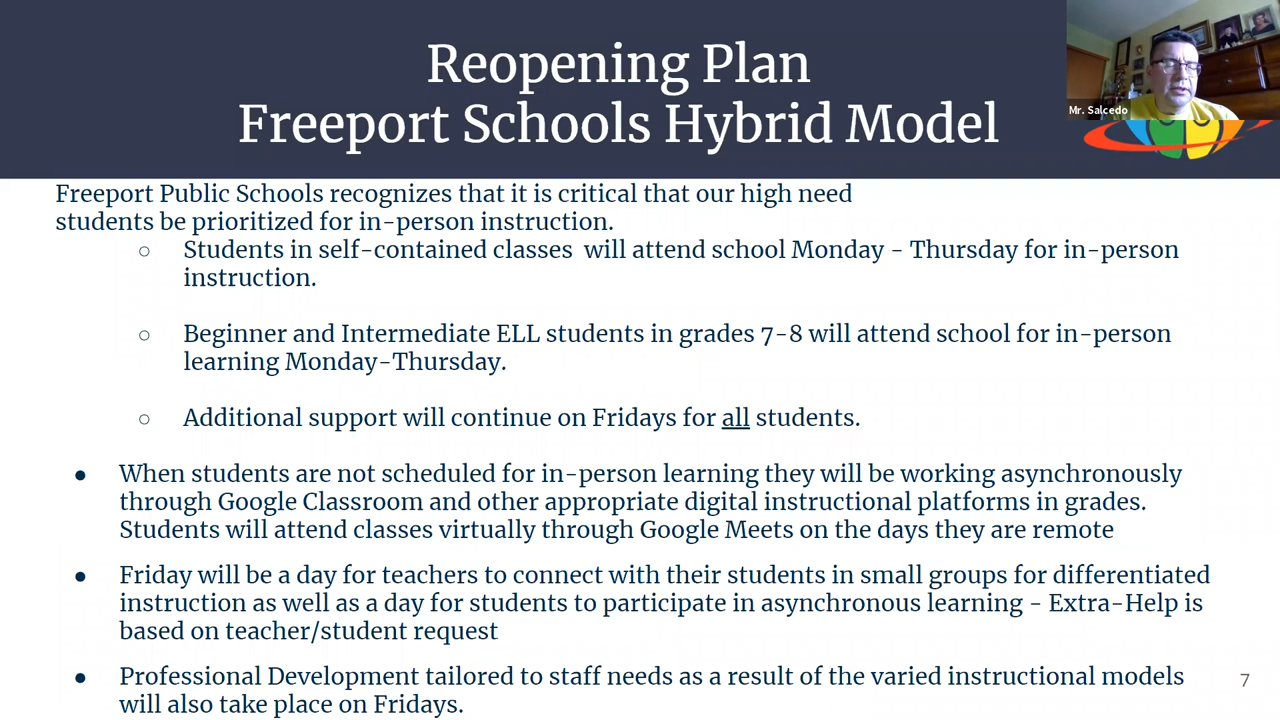 Reopening Plan
Freeport Schools Hybrid Model
Mr. Salcedo
Freeport Public Schools recognizes that it is critical that our high need
students be prioritized for in-person instruction.
○ Students in self-contained classes will attend school Monday - Thursday for in-person
instruction.
○ Beginner and Intermediate ELL students in grades 7-8 will attend school for in-person
learning Monday-Thursday.
○ Additional support will continue on Fridays for all students.
● When students are not scheduled for in-person learning they will be working asynchronously
through Google Classroom and other appropriate digital instructional platforms in grades.
Students will attend classes virtually through Google Meets on the days they are remote
● Friday will be a day for teachers to connect with their students in small groups for differentiated
instruction as well as a day for students to participate in asynchronous learning - Extra-Help is
based on teacher/student request
● Professional Development tailored to staff needs as a result of the varied instructional models
will also take place on Fridays.
7